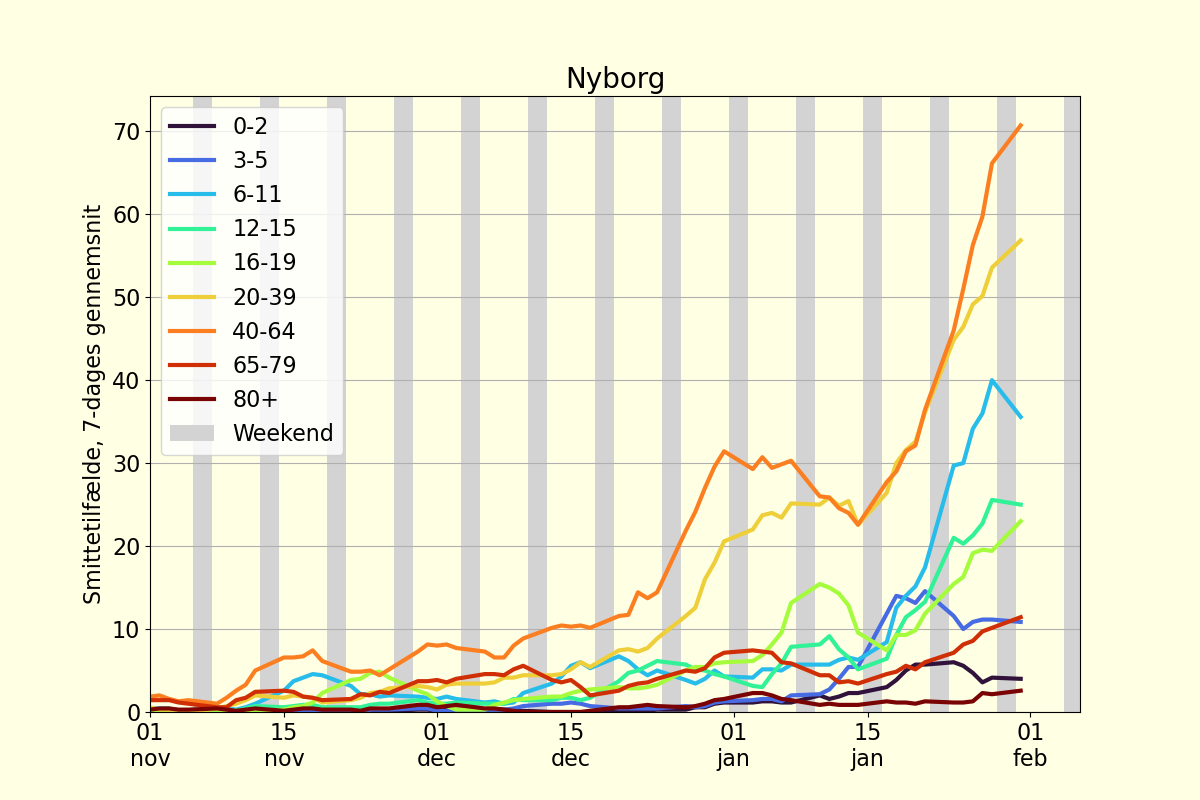 Nyborg
Smittetilfælde, 7-dages gennemsnit
70
60
50
40
30
20
10
0
0-2
3-5
6-11
12-15
16-19
20-39
40-64
65-79
80+
Weekend
01 nov
15 nov
01 dec
15 dec
01 jan
15 jan
01 feb